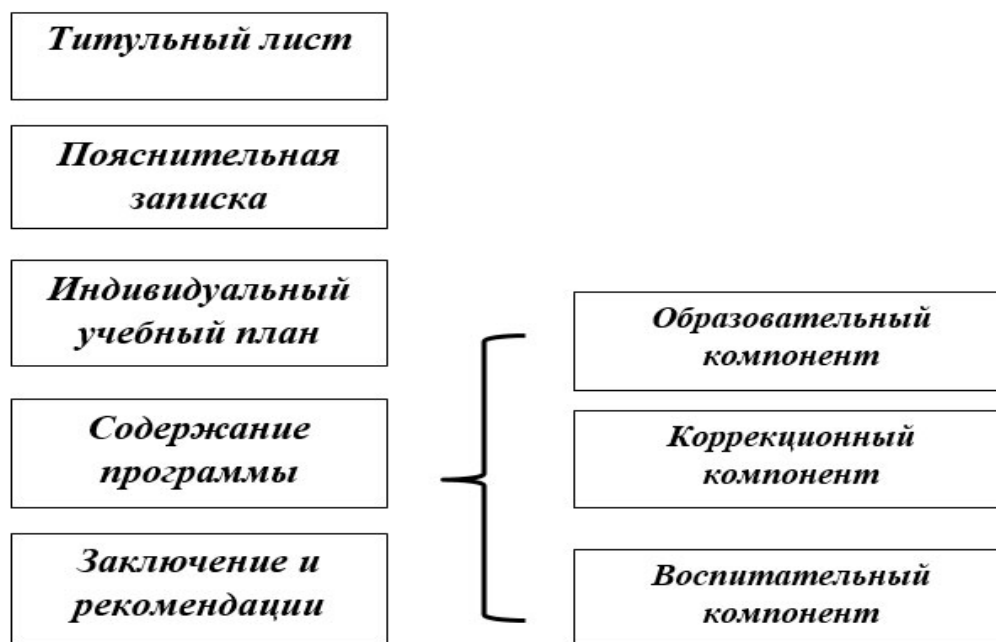 Титульный лист
Пояснительная
записка
Индивидуальный
учебный план
Содержание
программы
Заключение и
рекомендации
Образовательный
компонент
Коррекционный
компонент
Воспитательный
компонент